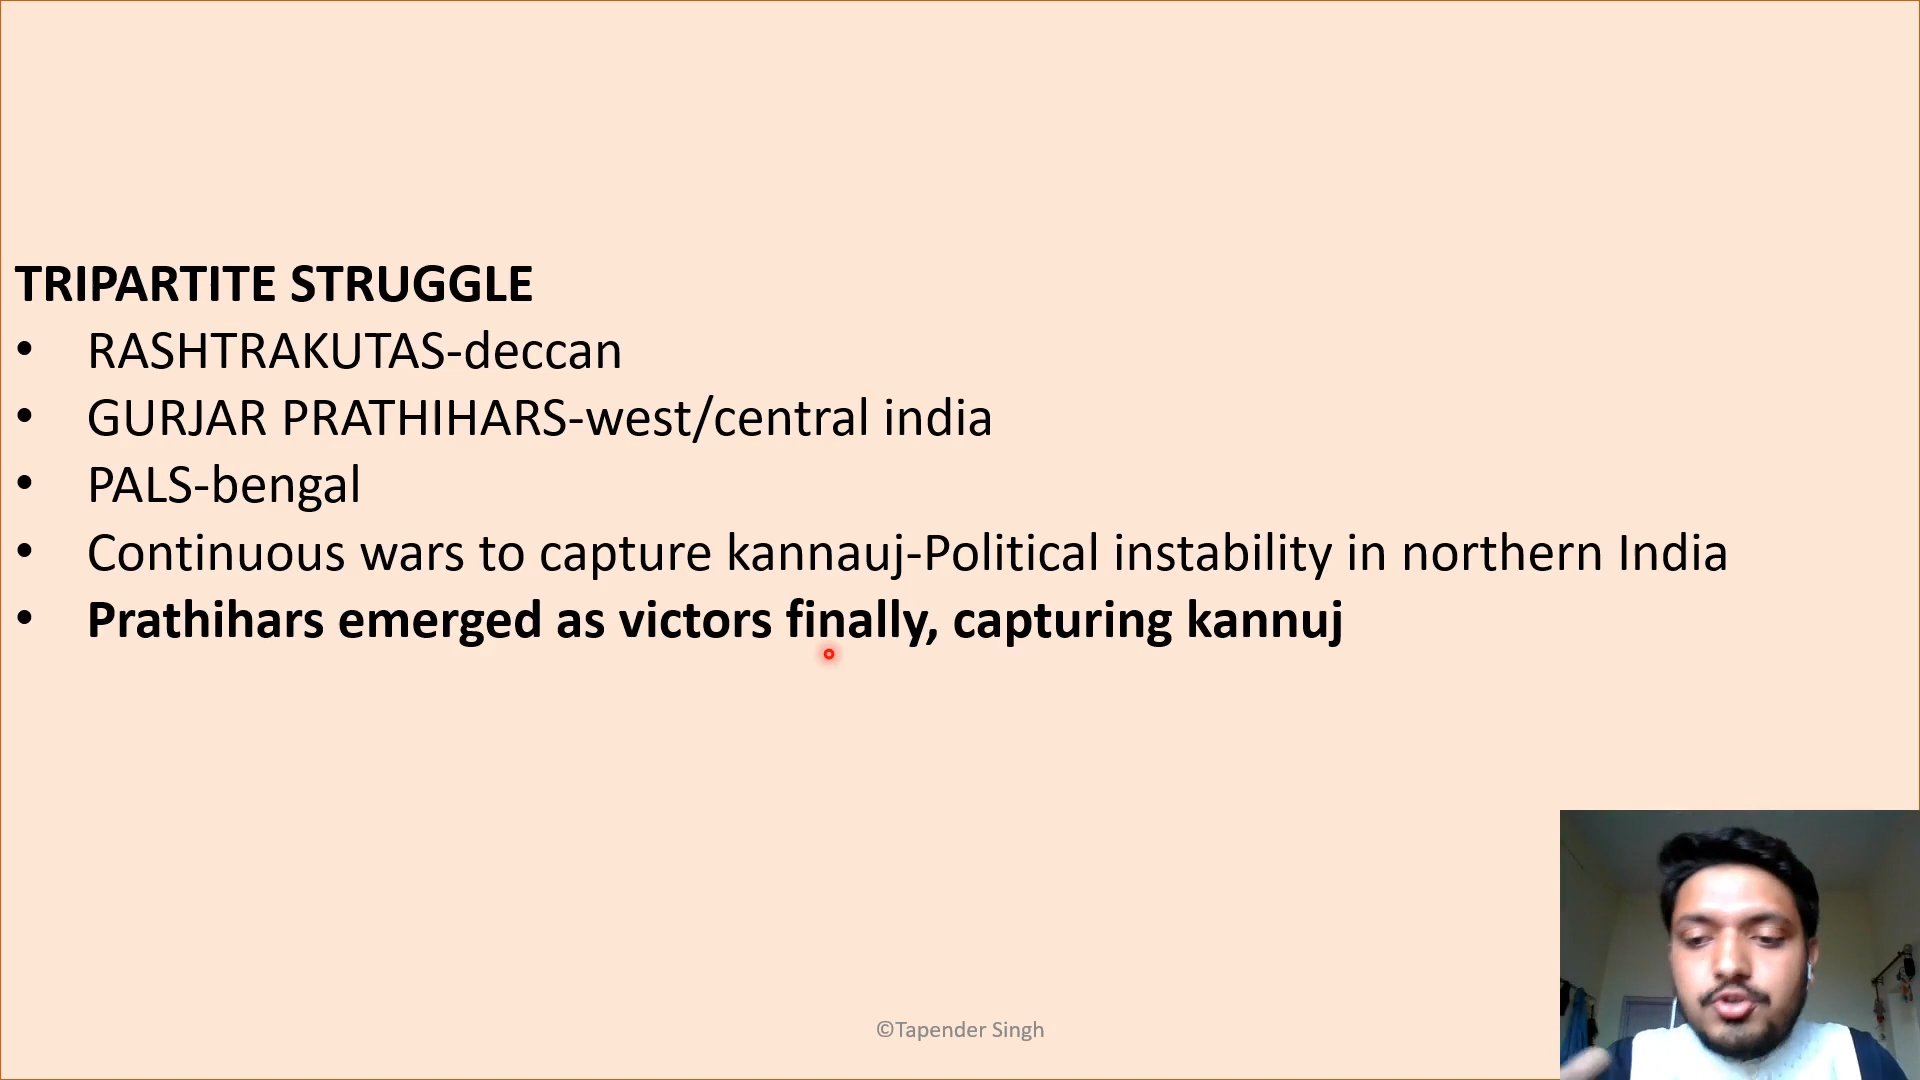 TRIPARTITE STRUGGLE
• RASHTRAKUTAS-deccan
• GURJAR PRATHIHARS-west/central india
• PALS-bengal
• Continuous wars to capture kannauj-Political instability in northern India
• Prathihars emerged as victors finally, capturing kannuj
©Tapender Singh